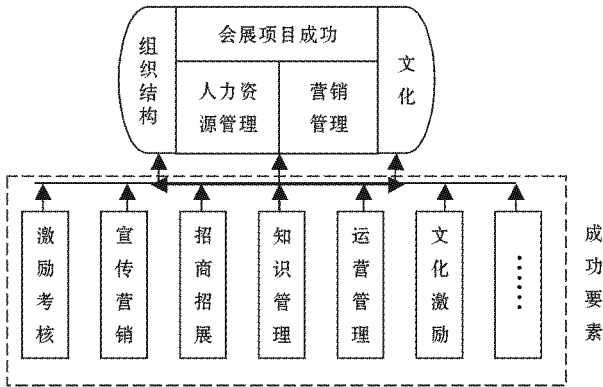 会展项目成功
组织结构
人力资
源管理
营销
管理
文化
激励考核
宣传营销
招商招展
知识管理
运营管理
文化激励
……
成功要素